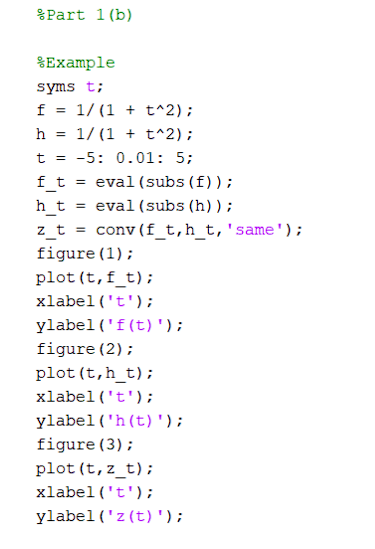 %Part 1(b)
%Example
syms t;
f = 1/(1 + t^2);
h = 1/(1 + t^2);
t = -5: 0.01: 5;
f_t = eval(subs(f));
h_t = eval(subs(h));
z_t = conv(f_t,h_t,'same');
figure(1);
plot(t,f_t);
xlabel('t');
ylabel('f(t)');
figure(2);
plot(t,h_t);
xlabel('t');
ylabel('h(t)');
figure(3);
plot(t,z_t);
xlabel('t');
ylabel('z(t)');